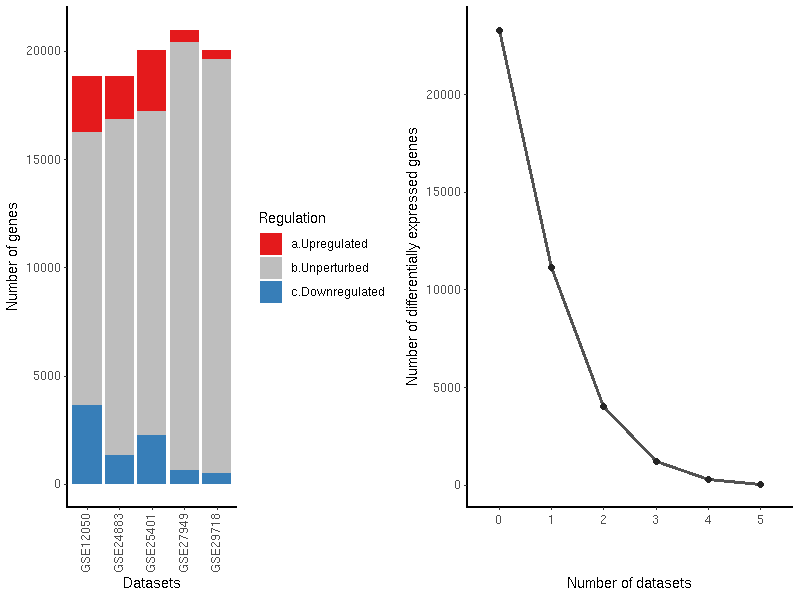 Number of genes
20000
15000
10000
5000
0
GSE12050
GSE24883
GSE25401
GSE27949
GSE29718
Datasets
Regulation
a.Upregulated
b.Unperturbed
c.Downregulated
Number of differentially expressed genes
20000
15000
10000
5000
0
0 1 2 3 4 5
Number of datasets